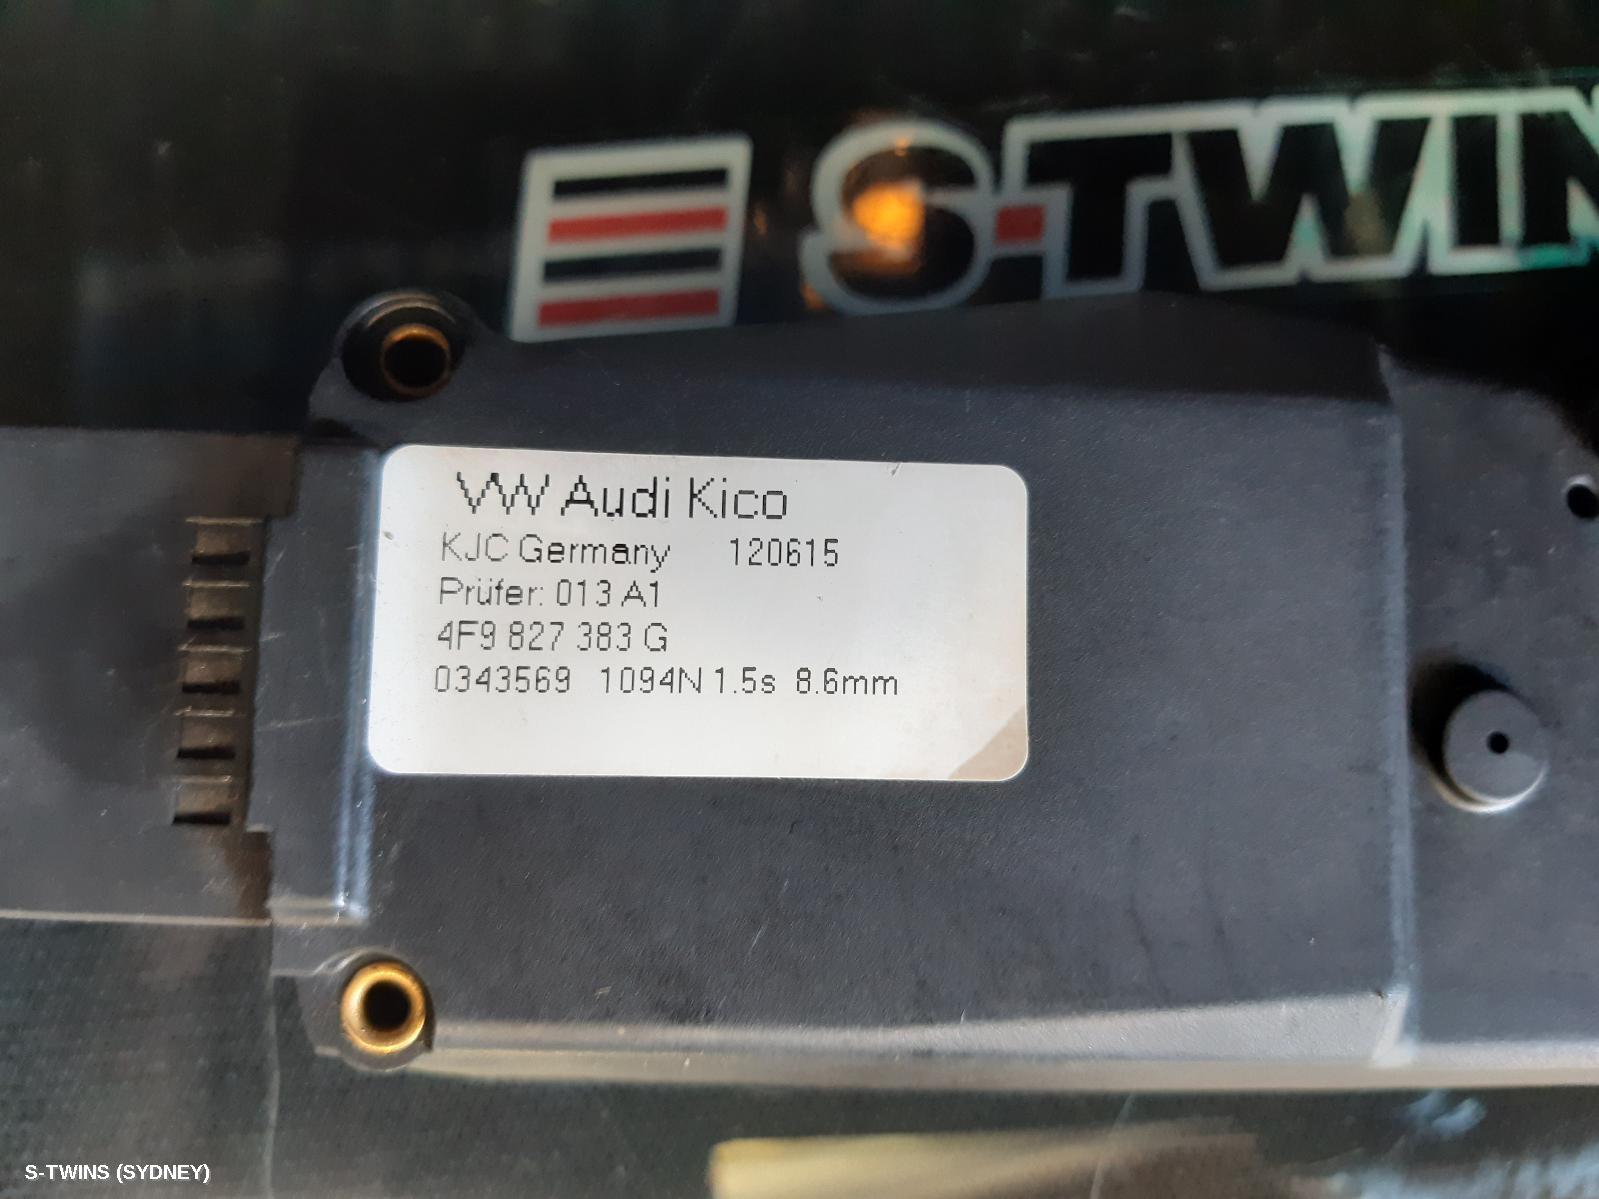 S-TWIN
VW Audi Kico
KJC Germany 120615
Prüfer: 013 A1
4F9 827 383 G
0343569 1094N 1.5s 8.6mm
S-TWINS (SYDNEY)